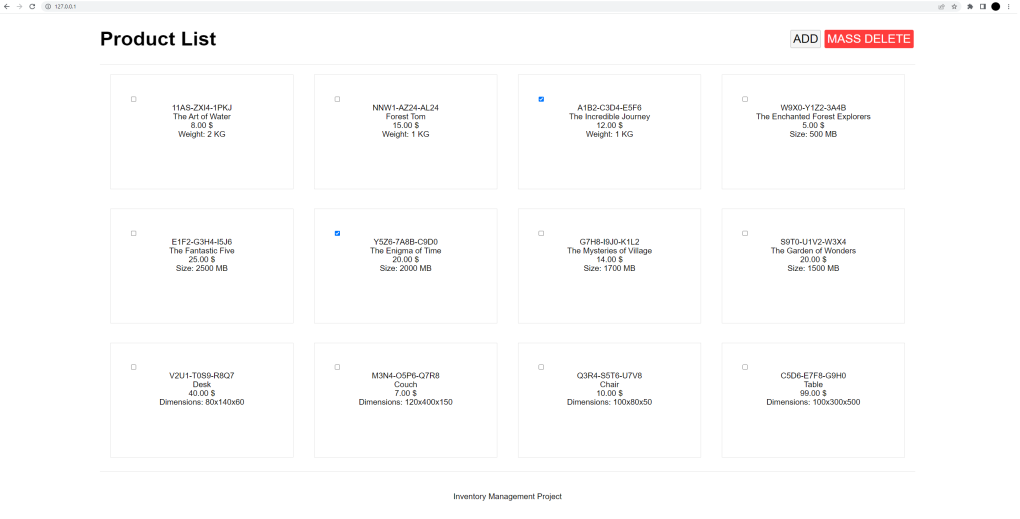 127.0.0.1
Product List
ADD
MASS DELETE
11AS-ZXI4-1PKJ
The Art of Water
8.00 $
Weight: 2 KG
NNW1-AZ24-AL24
Forest Tom
15.00 $
Weight: 1 KG
A1B2-C3D4-E5F6
The Incredible Journey
12.00 $
Weight: 1 KG
W9X0-Y1Z2-3A4B
The Enchanted Forest Explorers
5.00 $
Size: 500 MB
E1F2-G3H4-I5J6
The Fantastic Five
25.00 $
Size: 2500 MB
Y5Z6-7A8B-C9D0
The Enigma of Time
20.00 $
Size: 2000 MB
G7H8-I9J0-K1L2
The Mysteries of Village
14.00 $
Size: 1700 MB
S9T0-U1V2-W3X4
The Garden of Wonders
20.00 $
Size: 1500 MB
V2U1-T0S9-R8Q7
Desk
40.00 $
Dimensions: 80x140x60
M3N4-O5P6-Q7R8
Couch
7.00 $
Dimensions: 120x400x150
Q3R4-S5T6-U7V8
Chair
10.00 $
Dimensions: 100x80x50
C5D6-E7F8-G9H0
Table
99.00 $
Dimensions: 100x300x500
Inventory Management Project